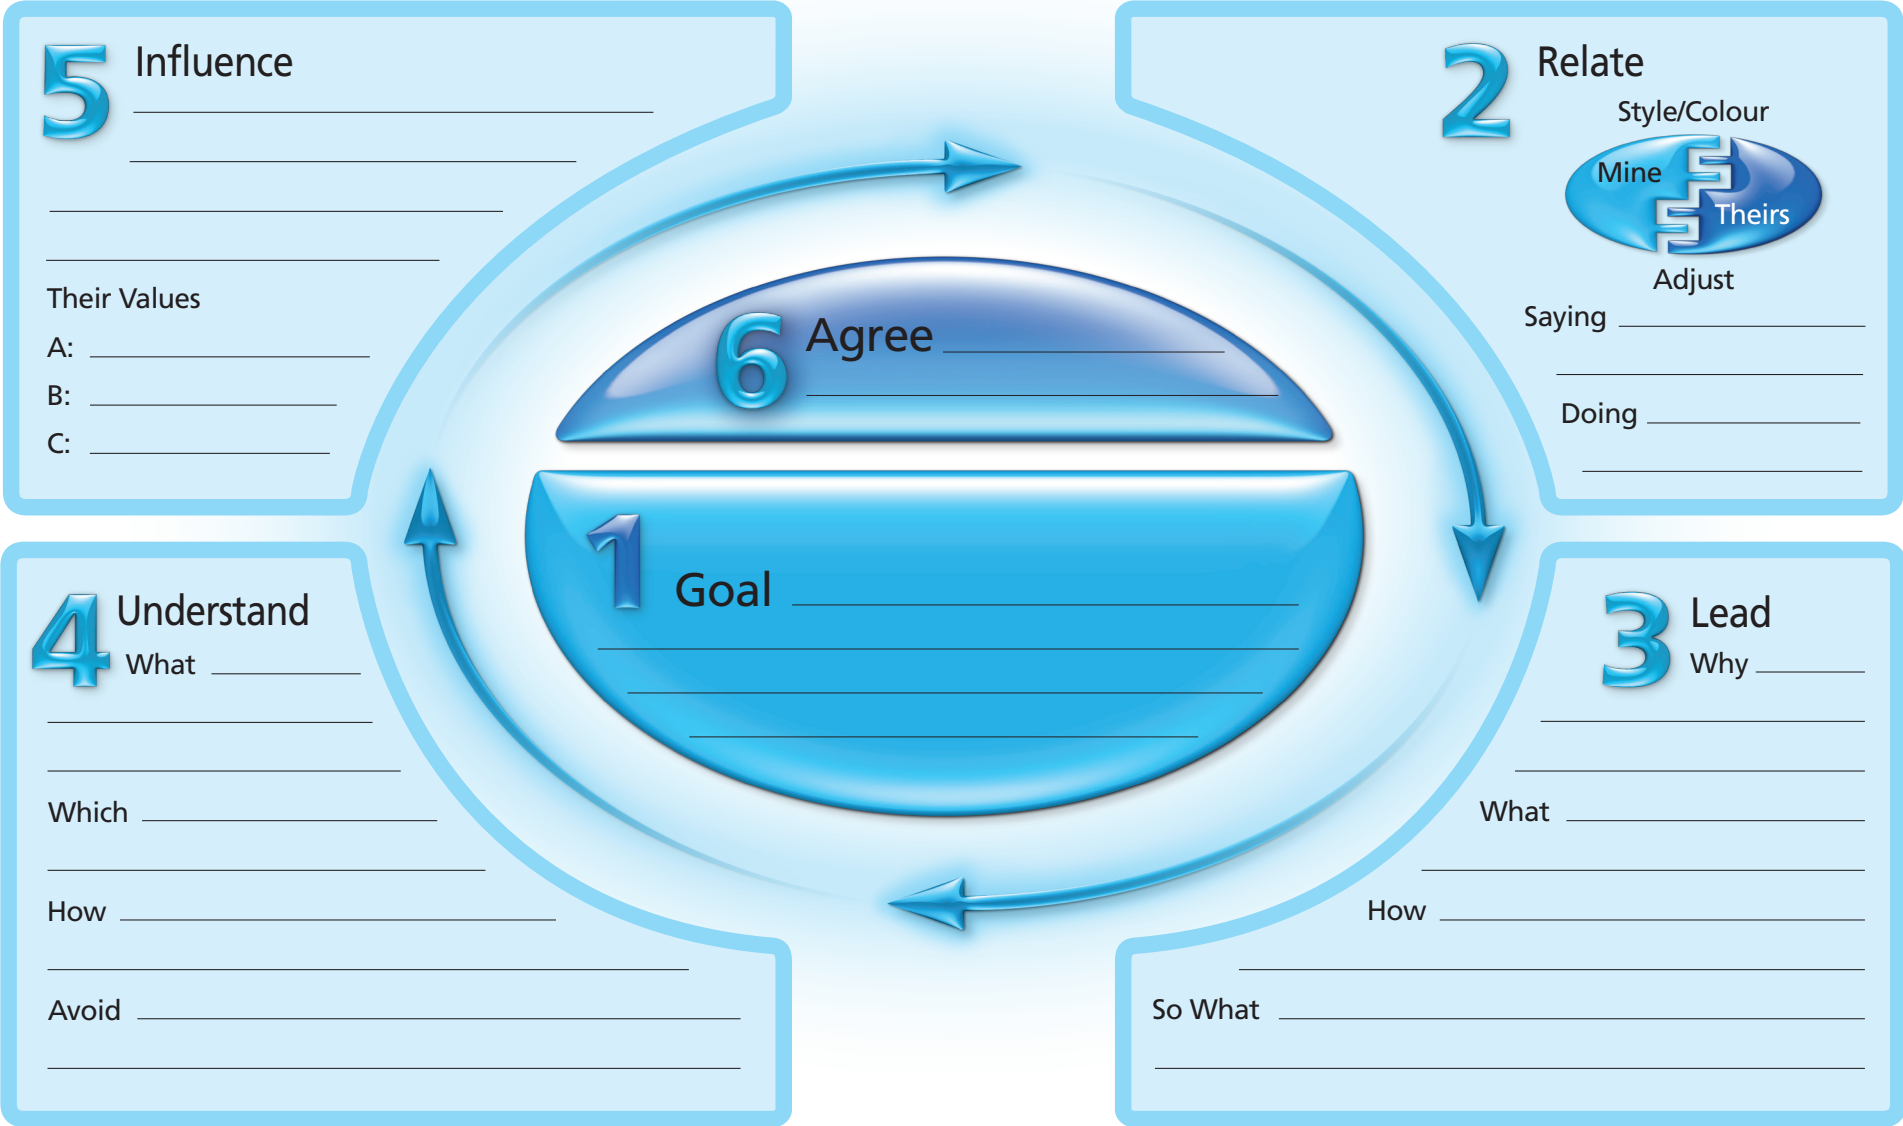 5 Influence
Their Values
A:
B:
C:
2 Relate
Style/Colour
Mine
Theirs
Adjust
Saying
Doing
6 Agree
1 Goal
4 Understand
What
Which
How
Avoid
3 Lead
Why
What
How
So What